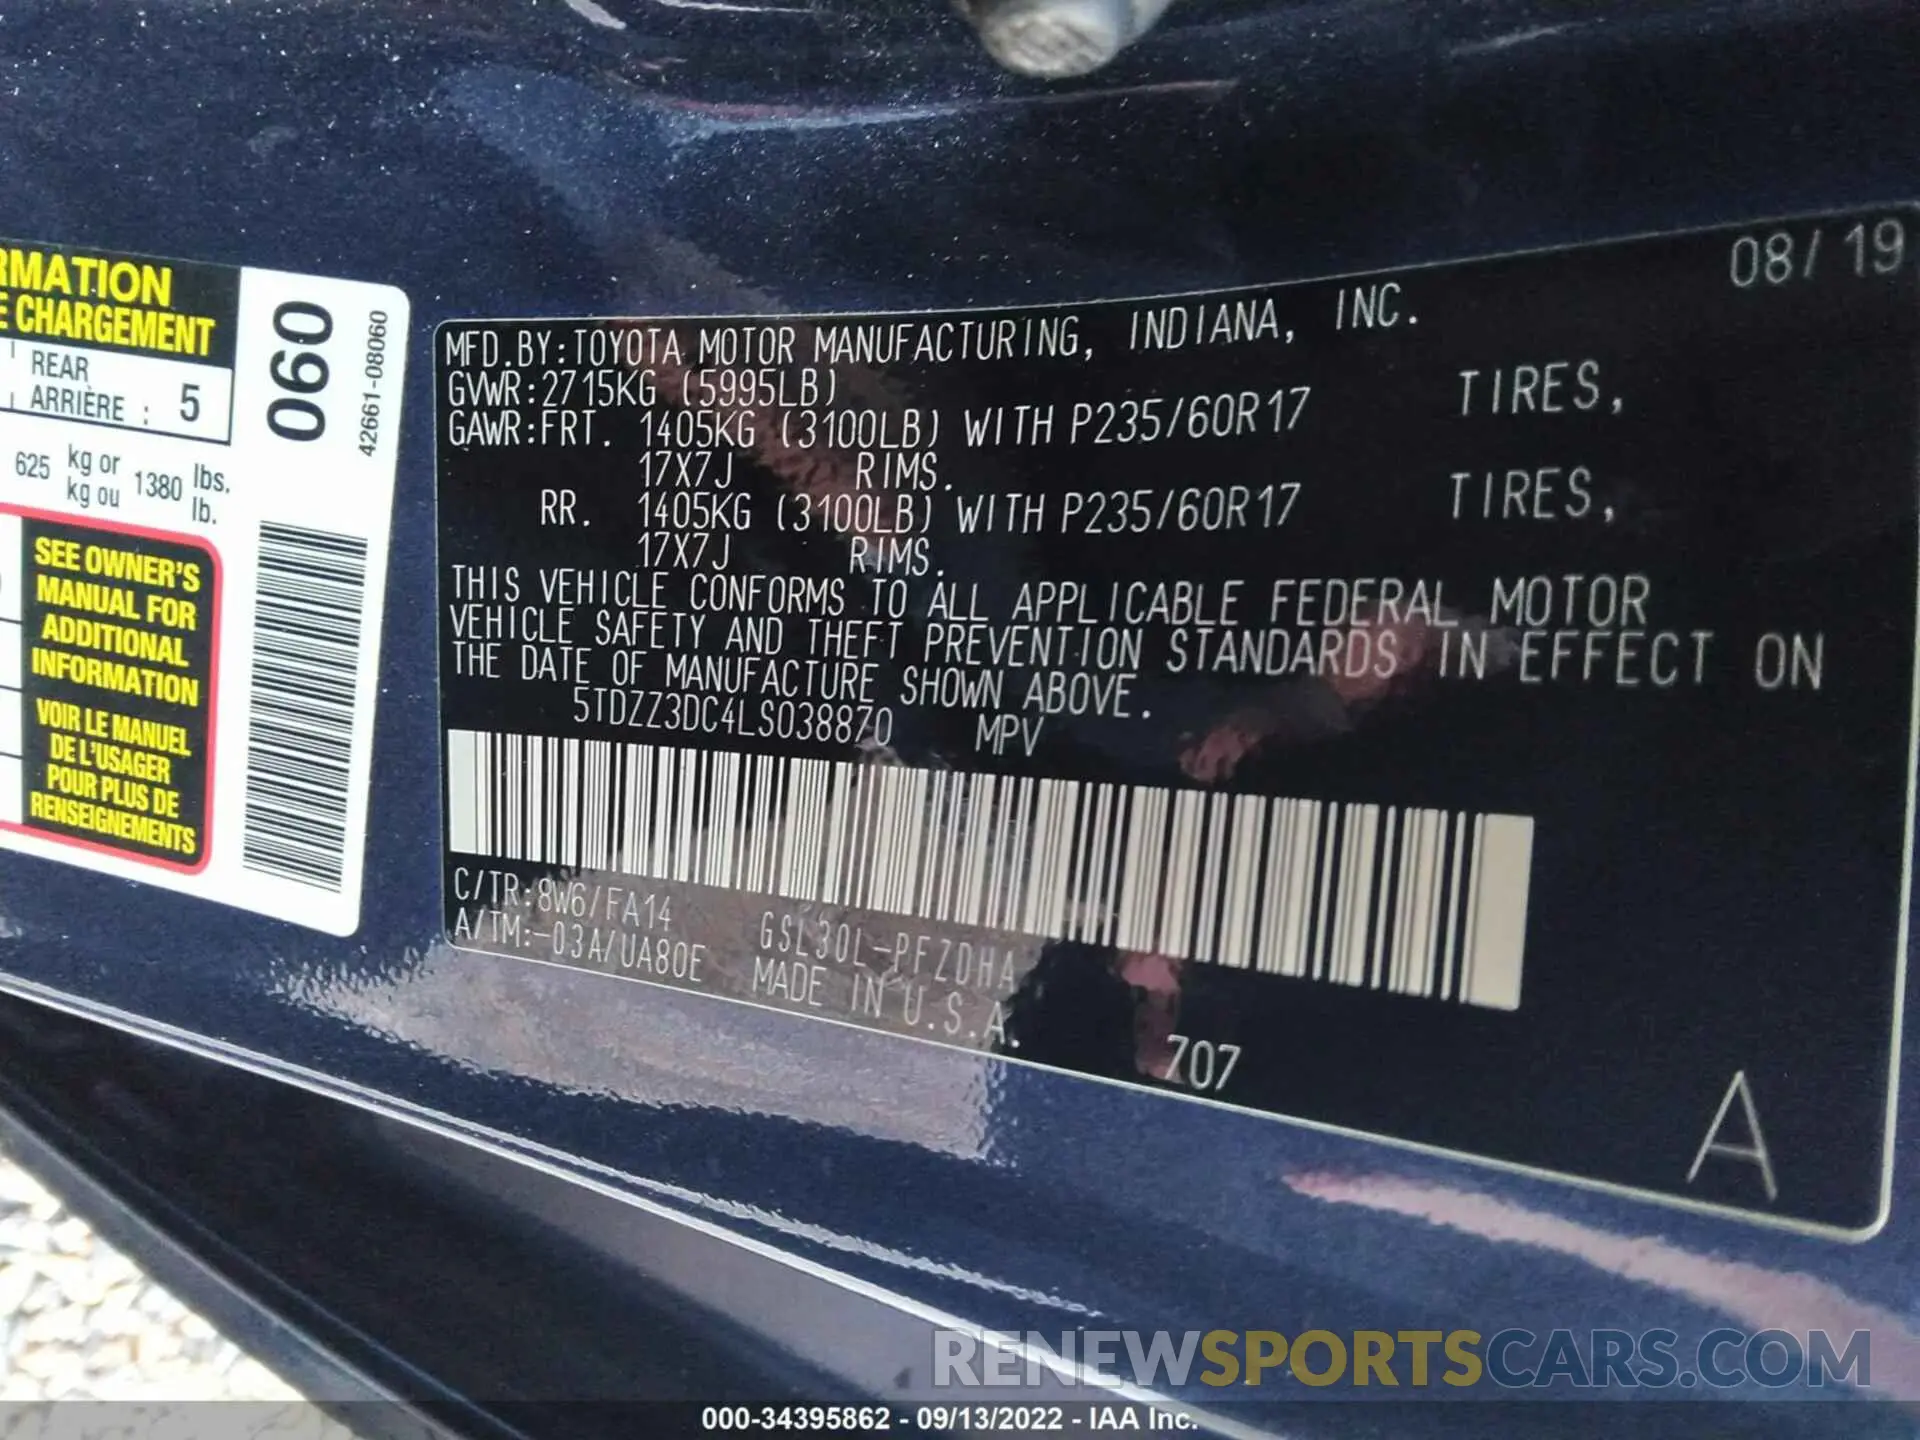 RMATION
E CHARGEMENT
REAR
ARRIÈRE : 5
625 kg or 1380 lbs.
kg ou lb.
SEE OWNER'S
MANUAL FOR
ADDITIONAL
INFORMATION
VOIR LE MANUEL
DE L'USAGER
POUR PLUS DE
RENSEIGNEMENTS
060
42661-08060
08/19
MFD.BY:TOYOTA MOTOR MANUFACTURING, INDIANA, INC.
GVWR:2715KG (5995LB)
GAWR:FRT. 1405KG (3100LB) WITH P235/60R17 TIRES,
17X7J RIMS.
RR. 1405KG (3100LB) WITH P235/60R17 TIRES,
17X7J RIMS.
THIS VEHICLE CONFORMS TO ALL APPLICABLE FEDERAL MOTOR
VEHICLE SAFETY AND THEFT PREVENTION STANDARDS IN EFFECT ON
THE DATE OF MANUFACTURE SHOWN ABOVE.
5TDZZ3DC4LS038870 MPV
C/TR:8W6/FA14 GSL30L-PFZDHA
A/TM:-03A/UA80E MADE IN U.S.A.
707
A
RENEWSPORTSCARS.COM
000-34395862 - 09/13/2022 - IAA Inc.